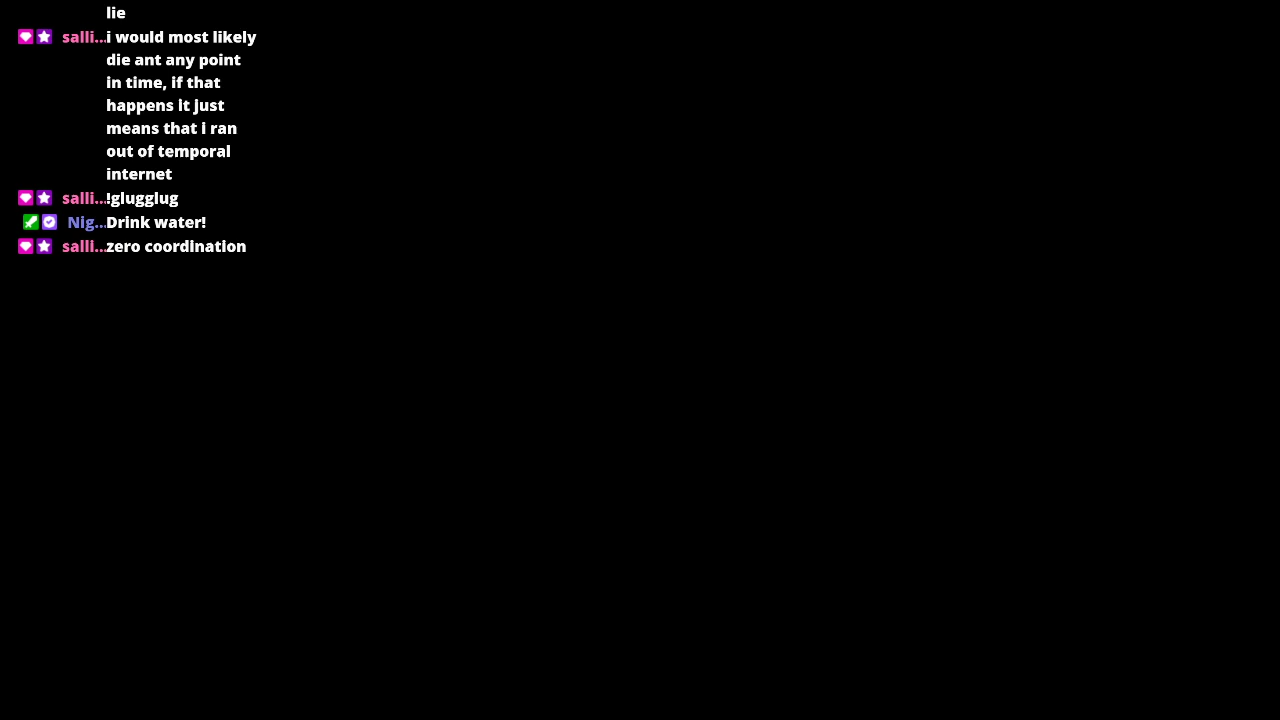 lie
salli...i would most likely
die ant any point
in time, if that
happens it just
means that i ran
out of temporal
internet
salli...!glugglug
Nig...Drink water!
salli...zero coordination